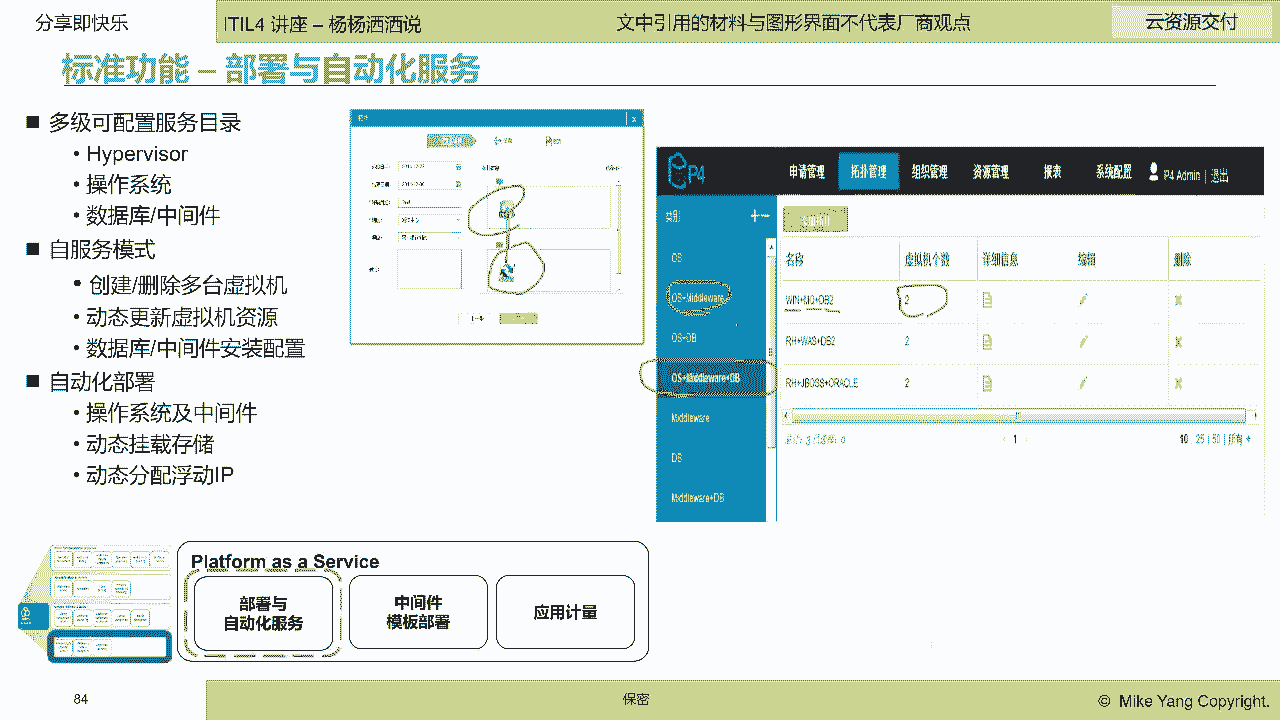 分享即快乐
ITIL4 讲座 – 杨杨洒洒说
文中引用的材料与图形界面不代表厂商观点
云资源交付
标准功能 – 部署与自动化服务
■ 多级可配置服务目录
• Hypervisor
• 操作系统
• 数据库/中间件
■ 自服务模式
• 创建/删除多台虚拟机
• 动态更新虚拟机资源
• 数据库/中间件安装配置
■ 自动化部署
• 操作系统及中间件
• 动态挂载存储
• 动态分配浮动IP
P4
申请管理
拓扑管理
组织管理
资源管理
报表
系统配置
P4 Admin | 退出
类别
OS+Middleware
OS+DB
OS+Middleware+DB
Middleware
DB
Middleware+DB
名称
虚拟机个数
详细信息
编辑
删除
2
RH+WAS+DB2
2
RH+JBOSS+ORACLE
2
1
10
25 | 50 |
Platform as a Service
部署与
自动化服务
中间件
模板部署
应用计量
84
保密
© Mike Yang Copyright.